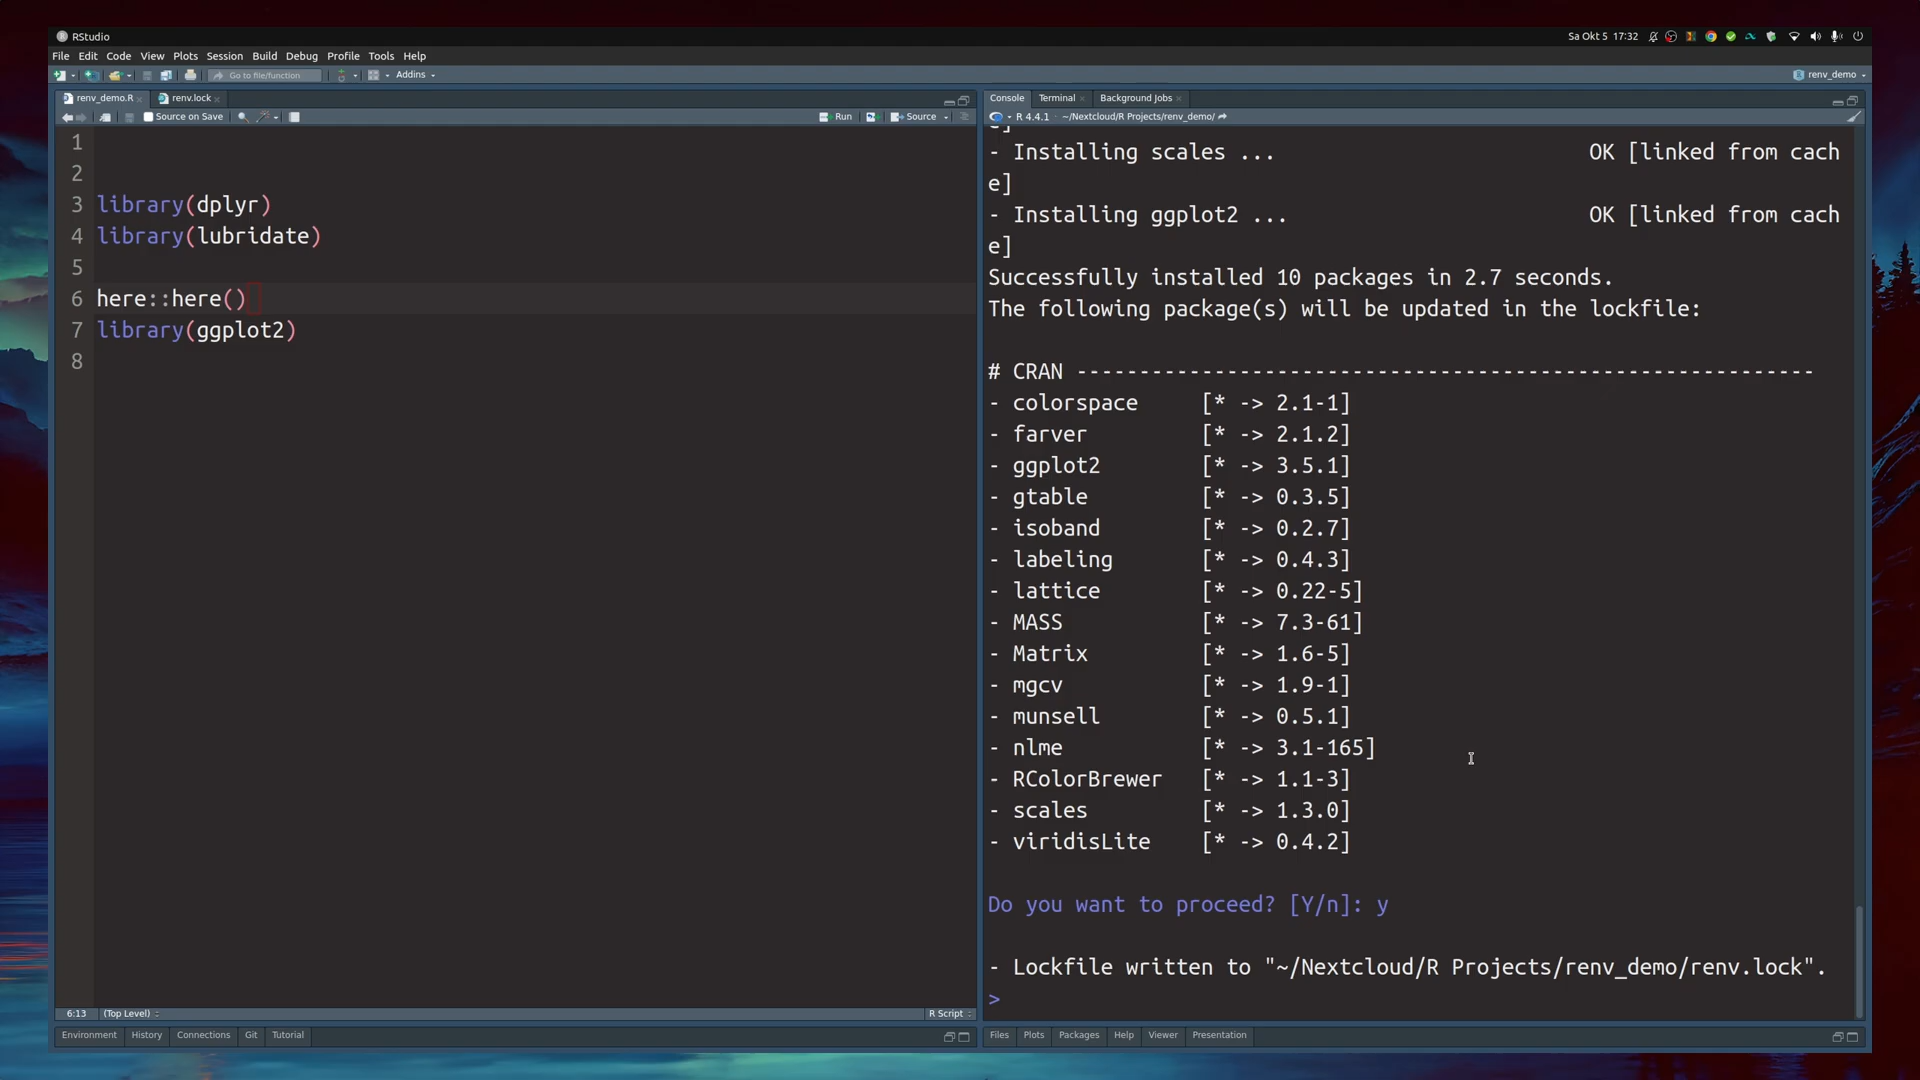 RStudio
Sa Okt 5 17:32
File Edit Code View Plots Session Build Debug Profile Tools Help
Go to file/function
Addins
renv_demo
renv_demo.R
renv.lock
Source on Save
Run
Source
1
2
3 library(dplyr)
4 library(lubridate)
5
6 here::here()
7 library(ggplot2)
8
6:13 (Top Level)
R Script
Environment History Connections Git Tutorial
Console Terminal Background Jobs
R 4.4.1 · ~/Nextcloud/R Projects/renv_demo/
e]
- Installing scales ... OK [linked from cach
e]
- Installing ggplot2 ... OK [linked from cach
e]
Successfully installed 10 packages in 2.7 seconds.
The following package(s) will be updated in the lockfile:
# CRAN -----------------------------------------------------------
- colorspace [* -> 2.1-1]
- farver [* -> 2.1.2]
- ggplot2 [* -> 3.5.1]
- gtable [* -> 0.3.5]
- isoband [* -> 0.2.7]
- labeling [* -> 0.4.3]
- lattice [* -> 0.22-5]
- MASS [* -> 7.3-61]
- Matrix [* -> 1.6-5]
- mgcv [* -> 1.9-1]
- munsell [* -> 0.5.1]
- nlme [* -> 3.1-165]
- RColorBrewer [* -> 1.1-3]
- scales [* -> 1.3.0]
- viridisLite [* -> 0.4.2]
Do you want to proceed? [Y/n]: y
- Lockfile written to "~/Nextcloud/R Projects/renv_demo/renv.lock".
>
Files Plots Packages Help Viewer Presentation